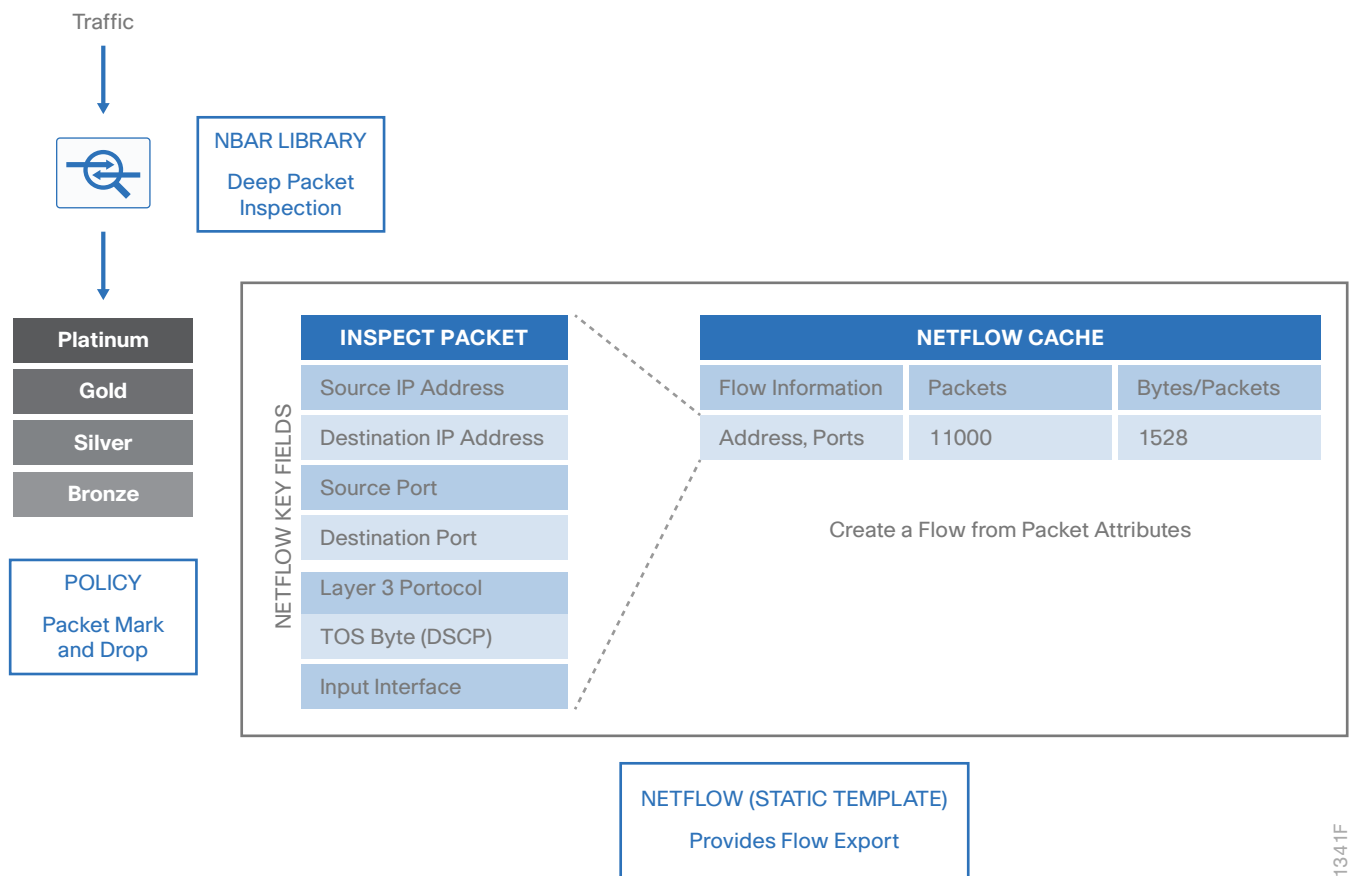 Traffic
NBAR LIBRARY
Deep Packet
Inspection
Platinum
Gold
Silver
Bronze
POLICY
Packet Mark
and Drop
NETFLOW KEY FIELDS
INSPECT PACKET
Source IP Address
Destination IP Address
Source Port
Destination Port
Layer 3 Portocol
TOS Byte (DSCP)
Input Interface
NETFLOW CACHE
Flow Information Packets Bytes/Packets
Address, Ports 11000 1528
Create a Flow from Packet Attributes
NETFLOW (STATIC TEMPLATE)
Provides Flow Export
1341F